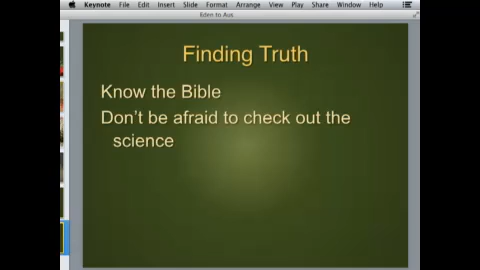 Keynote File Edit Insert Slide Format Arrange View Play Share Window Help
Eden to Aus
Finding Truth
Know the Bible
Don't be afraid to check out the
science